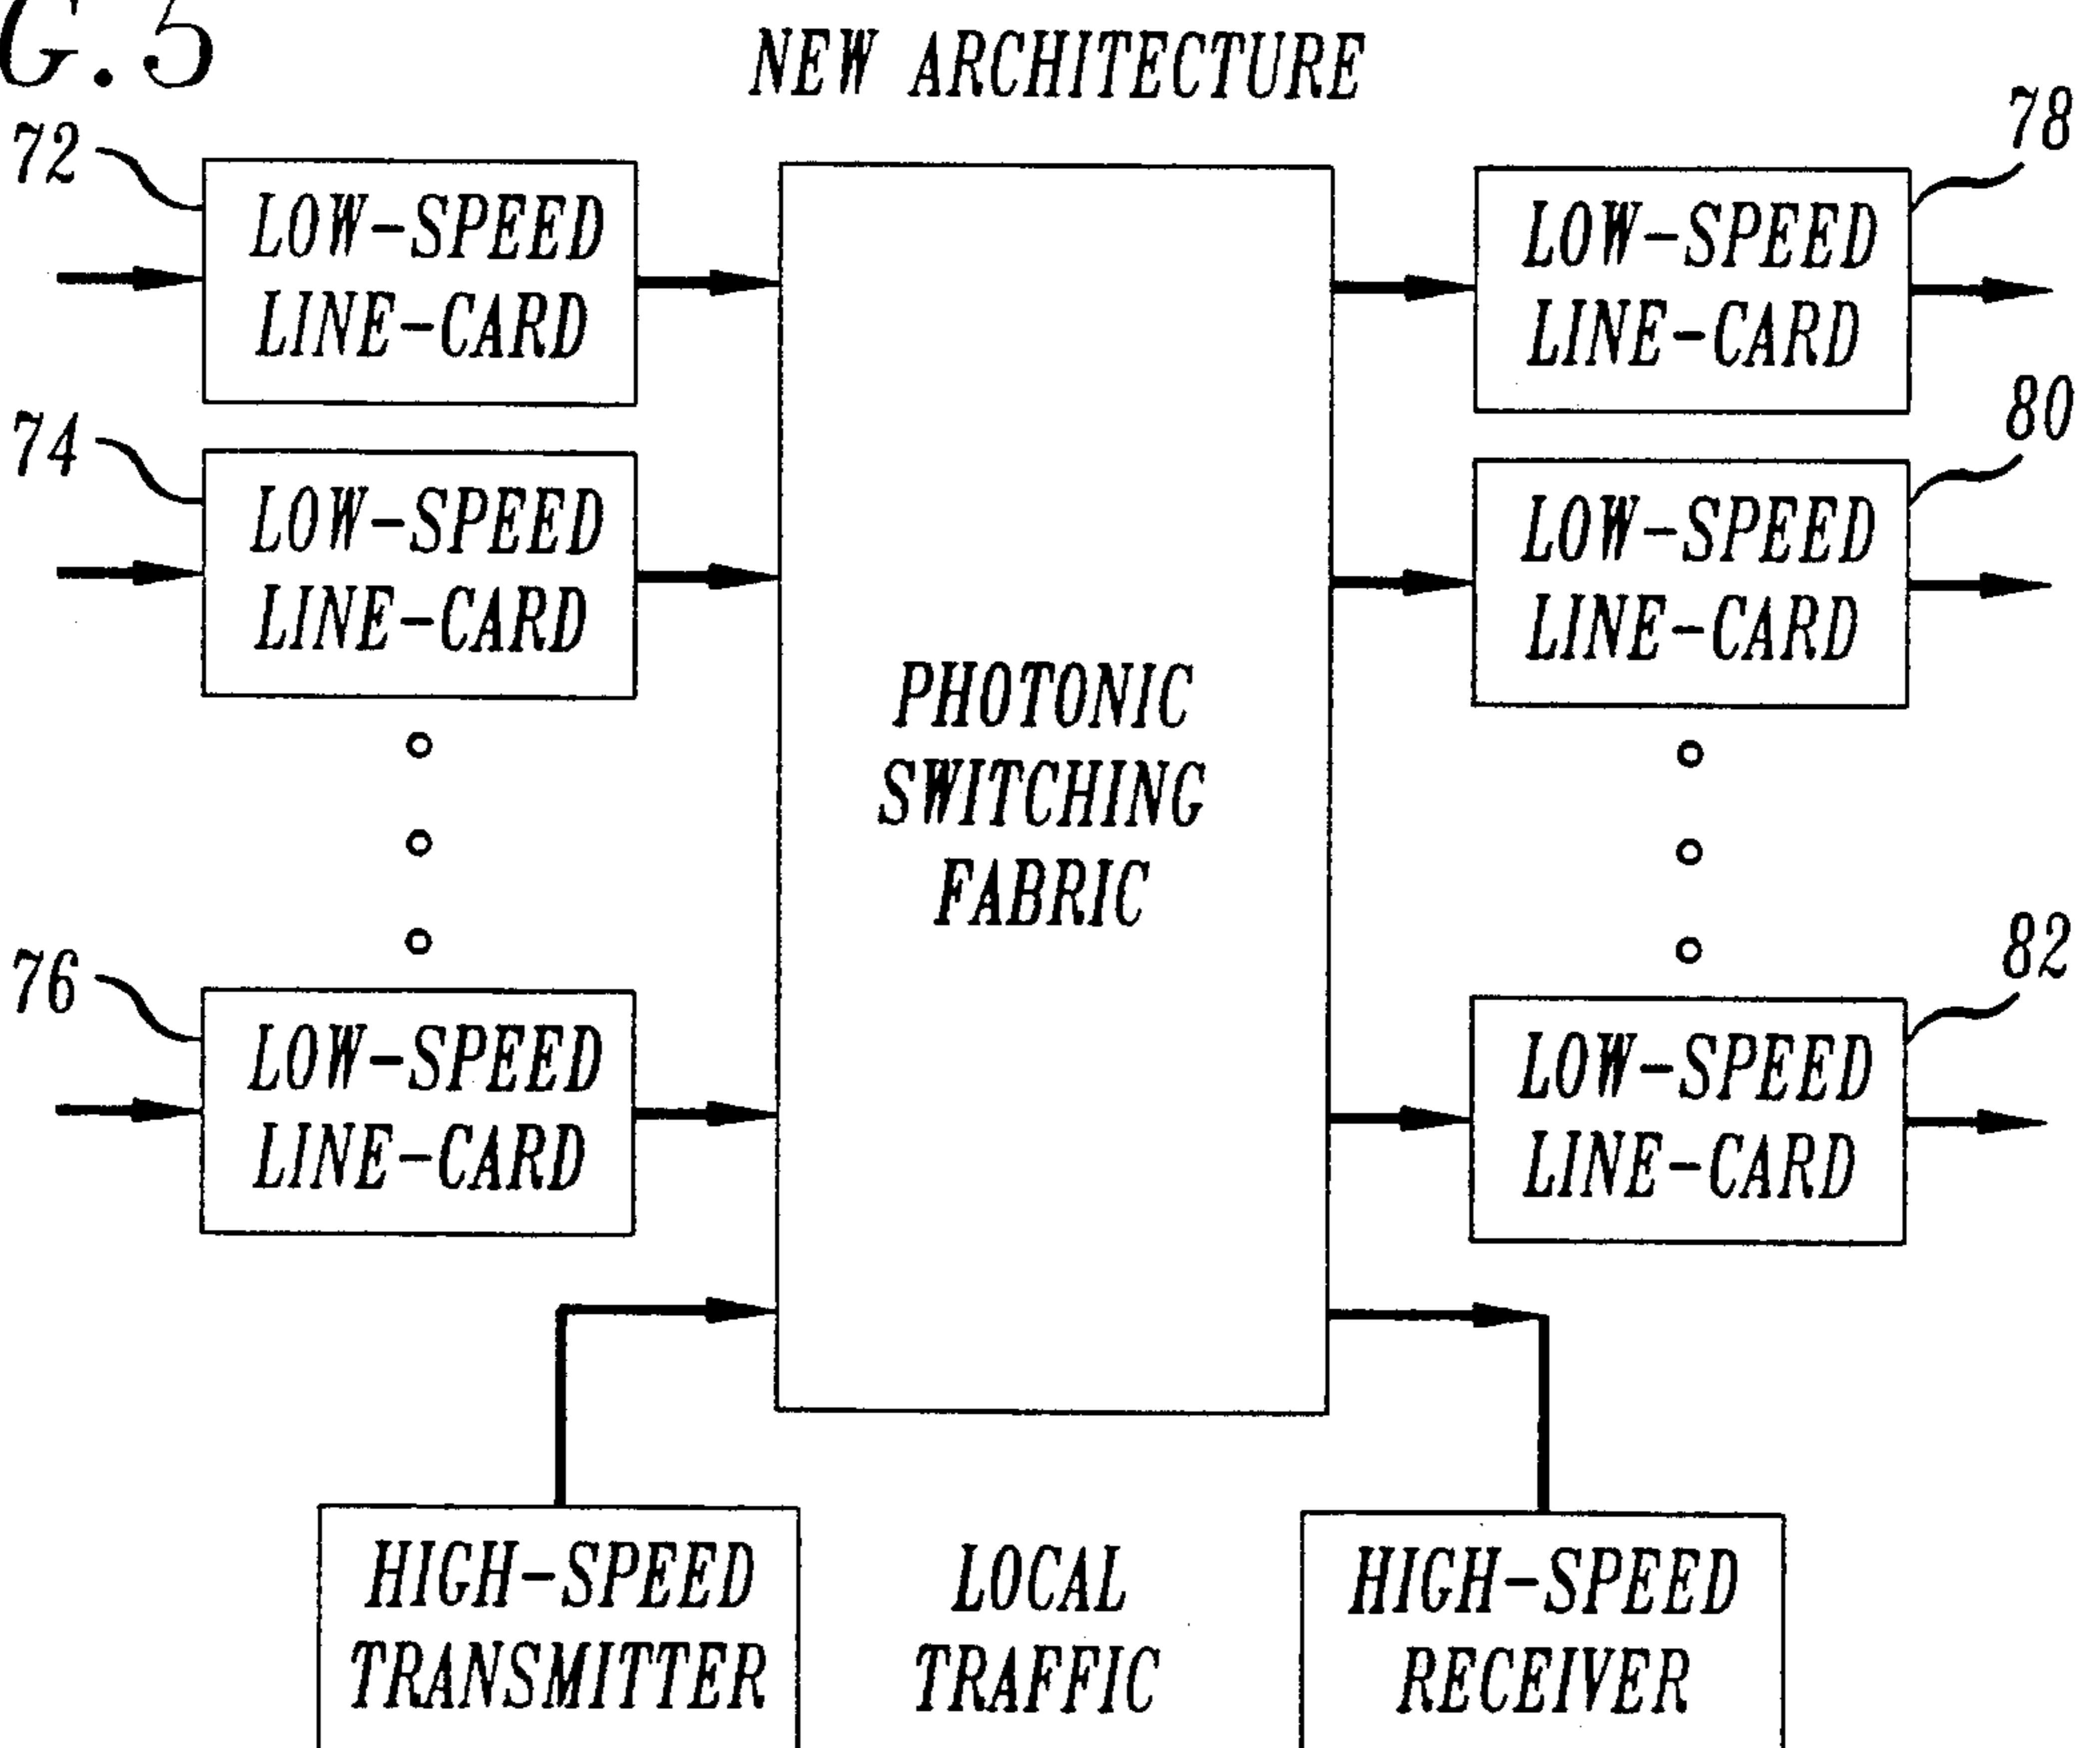 G.5
NEW ARCHITECTURE
72
LOW-SPEED
LINE-CARD
78
LOW-SPEED
LINE-CARD
74
LOW-SPEED
LINE-CARD
80
LOW-SPEED
LINE-CARD
PHOTONIC
SWITCHING
FABRIC
76
LOW-SPEED
LINE-CARD
82
LOW-SPEED
LINE-CARD
HIGH-SPEED
TRANSMITTER
LOCAL
TRAFFIC
HIGH-SPEED
RECEIVER